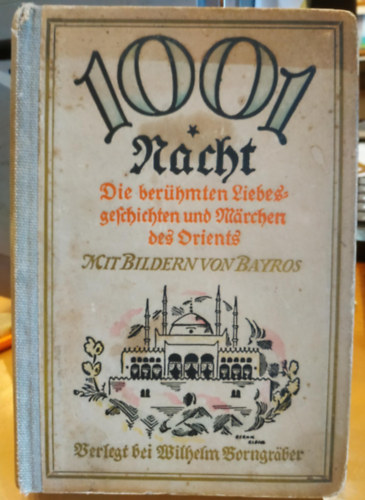 1001
Nacht
Die berühmten Liebes-
geschichten und Märchen
des Orients
MIT BILDERN VON BAYROS
Verlegt bei Wilhelm Borngräber